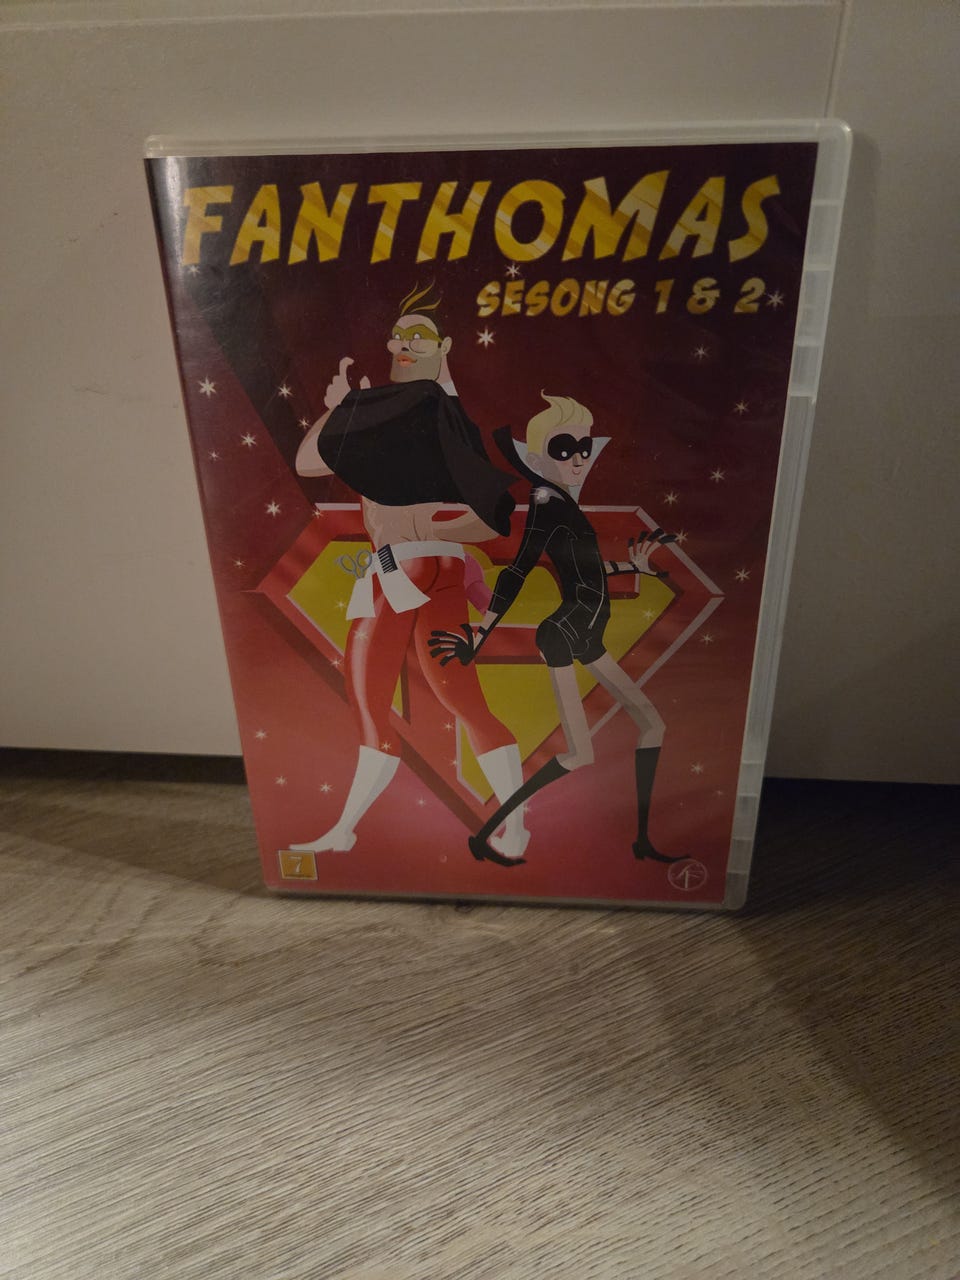 FANTHOMAS
SESONG 1 & 2
7